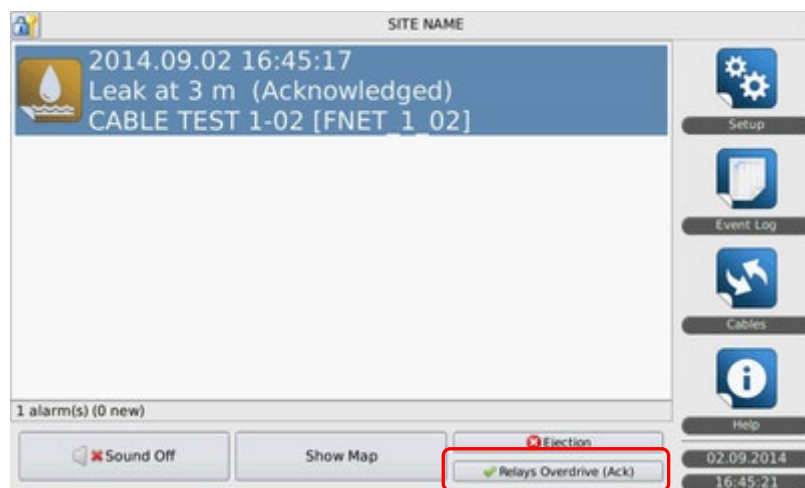 SITE NAME
2014.09.02 16:45:17
Leak at 3 m (Acknowledged)
CABLE TEST 1-02 [FNET_1_02]
Setup
Event Log
Cables
Help
1 alarm(s) (0 new)
Sound Off
Show Map
Ejection
Relays Overdrive (Ack)
02.09.2014
16:45:21